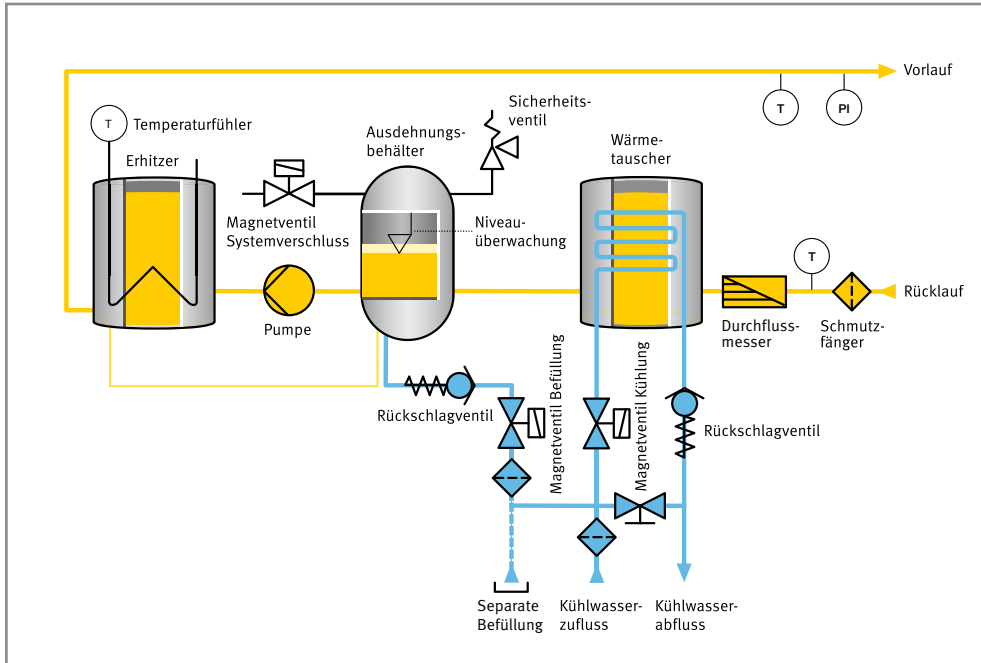 Vorlauf
T
PI
Sicherheits-
ventil
T
Temperaturfühler
Ausdehnungs-
behälter
Wärme-
tauscher
Erhitzer
Magnetventil
Systemverschluss
Niveau-
überwachung
T
Rücklauf
Pumpe
Durchfluss-
messer
Schmutz-
fänger
Rückschlagventil
Magnetventil Befüllung
Magnetventil Kühlung
Rückschlagventil
Separate
Befüllung
Kühlwasser-
zufluss
Kühlwasser-
abfluss